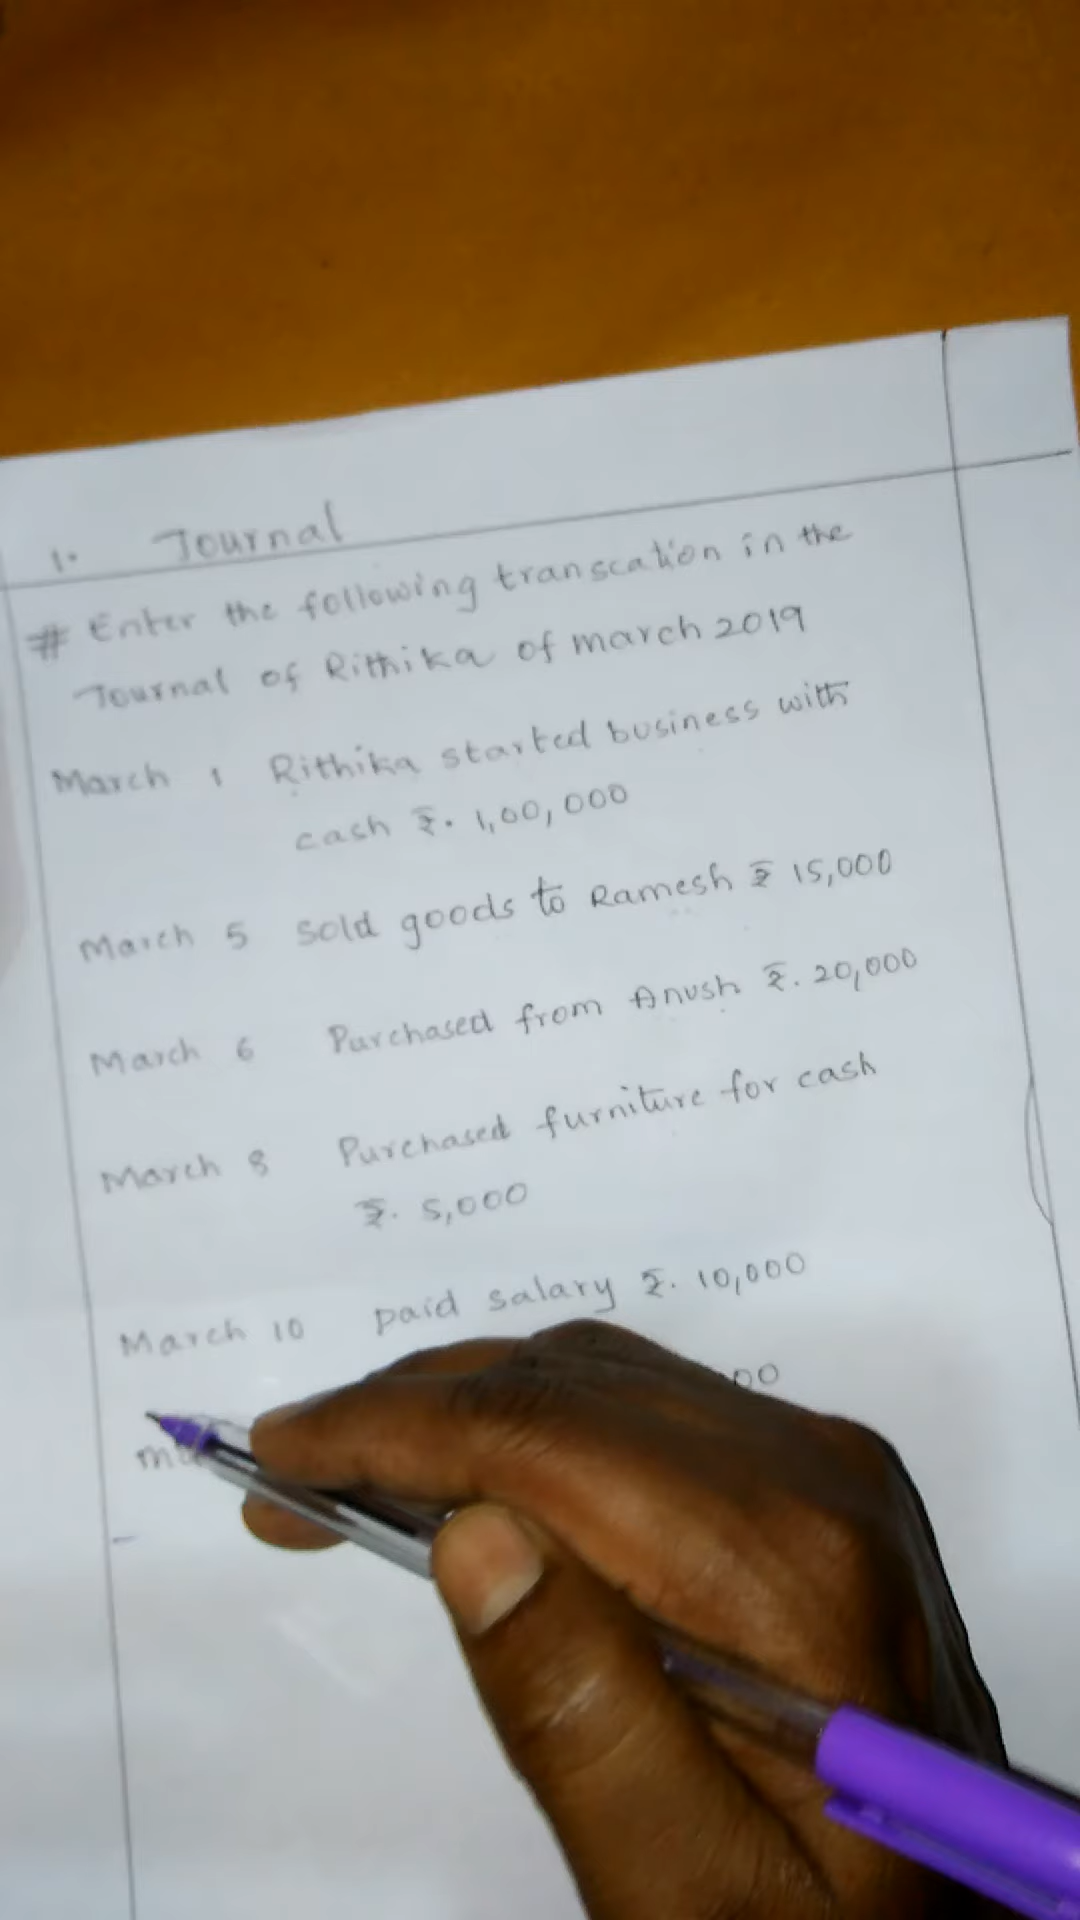 1. Journal
# Enter the following transcation in the
Journal of Rithika of march 2019
March 1 Rithika started business with
cash ₹. 1,00,000
March 5 Sold goods to Ramesh ₹ 15,000
March 6 Purchased from Anush ₹. 20,000
March 8 Purchased furniture for cash
₹. 5,000
March 10 paid salary ₹. 10,000